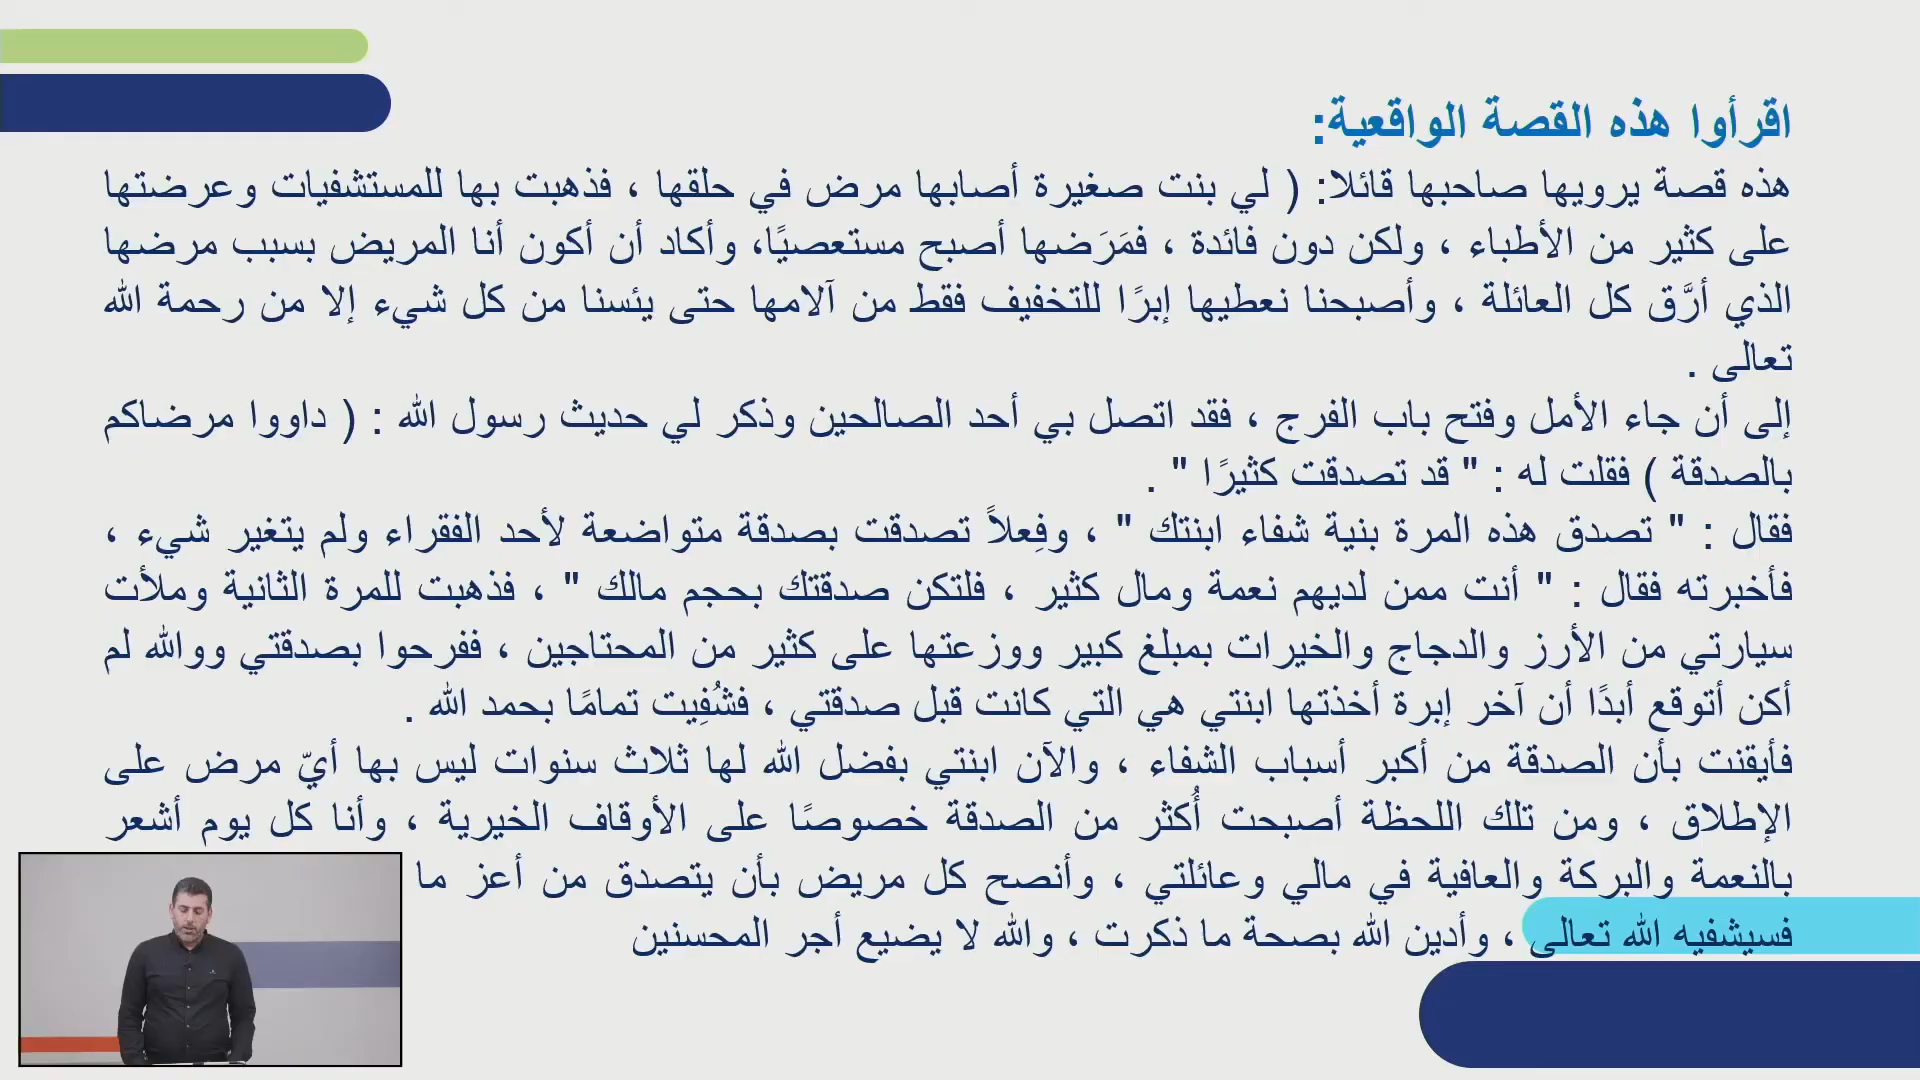 اقرأوا هذه القصة الواقعية:
هذه قصة يرويها صاحبها قائلا: ( لي بنت صغيرة أصابها مرض في حلقها ، فذهبت بها للمستشفيات وعرضتها
على كثير من الأطباء ، ولكن دون فائدة ، فمَرَضها أصبح مستعصيًا، وأكاد أن أكون أنا المريض بسبب مرضها
الذي أرَّق كل العائلة ، وأصبحنا نعطيها إبرًا للتخفيف فقط من آلامها حتى يئسنا من كل شيء إلا من رحمة الله
تعالى .
إلى أن جاء الأمل وفتح باب الفرج ، فقد اتصل بي أحد الصالحين وذكر لي حديث رسول الله : ( داووا مرضاكم
بالصدقة ) فقلت له : " قد تصدقت كثيرًا " .
فقال : " تصدق هذه المرة بنية شفاء ابنتك " ، وفِعلاً تصدقت بصدقة متواضعة لأحد الفقراء ولم يتغير شيء ،
فأخبرته فقال : " أنت ممن لديهم نعمة ومال كثير ، فلتكن صدقتك بحجم مالك " ، فذهبت للمرة الثانية وملأت
سيارتي من الأرز والدجاج والخيرات بمبلغ كبير ووزعتها على كثير من المحتاجين ، ففرحوا بصدقتي ووالله لم
أكن أتوقع أبدًا أن آخر إبرة أخذتها ابنتي هي التي كانت قبل صدقتي ، فشُفِيت تمامًا بحمد الله .
فأيقنت بأن الصدقة من أكبر أسباب الشفاء ، والآن ابنتي بفضل الله لها ثلاث سنوات ليس بها أيّ مرض على
الإطلاق ، ومن تلك اللحظة أصبحت أُكثر من الصدقة خصوصًا على الأوقاف الخيرية ، وأنا كل يوم أشعر
بالنعمة والبركة والعافية في مالي وعائلتي ، وأنصح كل مريض بأن يتصدق من أعز ما
فسيشفيه الله تعالى ، وأدين الله بصحة ما ذكرت ، والله لا يضيع أجر المحسنين